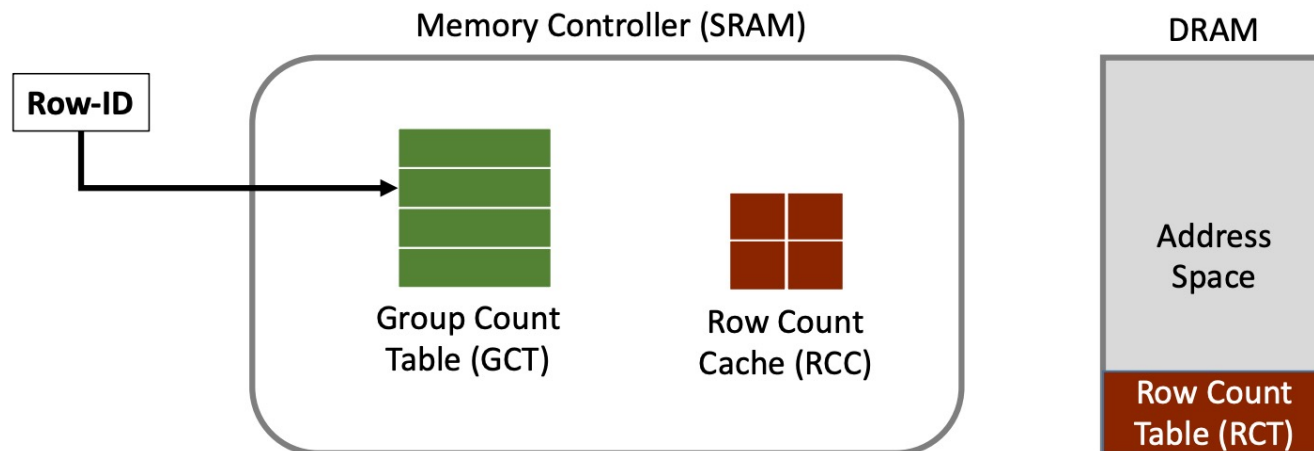 Memory Controller (SRAM)
DRAM
Row-ID
Group Count
Table (GCT)
Row Count
Cache (RCC)
Address
Space
Row Count
Table (RCT)